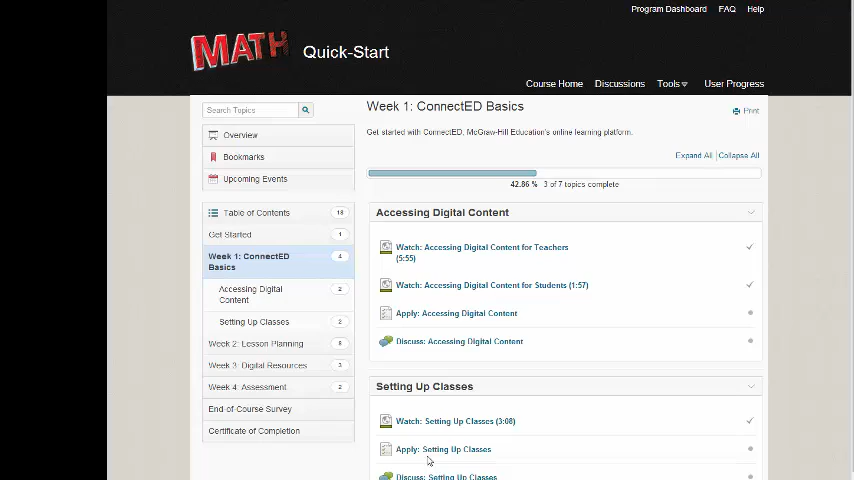 Program Dashboard FAQ Help
MATH Quick-Start
Course Home Discussions Tools User Progress
Search Topics
Overview
Bookmarks
Upcoming Events
Table of Contents 18
Get Started 1
Week 1: ConnectED Basics 4
Accessing Digital Content 2
Setting Up Classes 2
Week 2: Lesson Planning 8
Week 3: Digital Resources 3
Week 4: Assessment 2
End-of-Course Survey
Certificate of Completion
Week 1: ConnectED Basics
Print
Get started with ConnectED, McGraw-Hill Education's online learning platform.
Expand All | Collapse All
42.86 % 3 of 7 topics complete
Accessing Digital Content
Watch: Accessing Digital Content for Teachers
(5:55)
Watch: Accessing Digital Content for Students (1:57)
Apply: Accessing Digital Content
Discuss: Accessing Digital Content
Setting Up Classes
Watch: Setting Up Classes (3:08)
Apply: Setting Up Classes
Discuss: Setting Up Classes